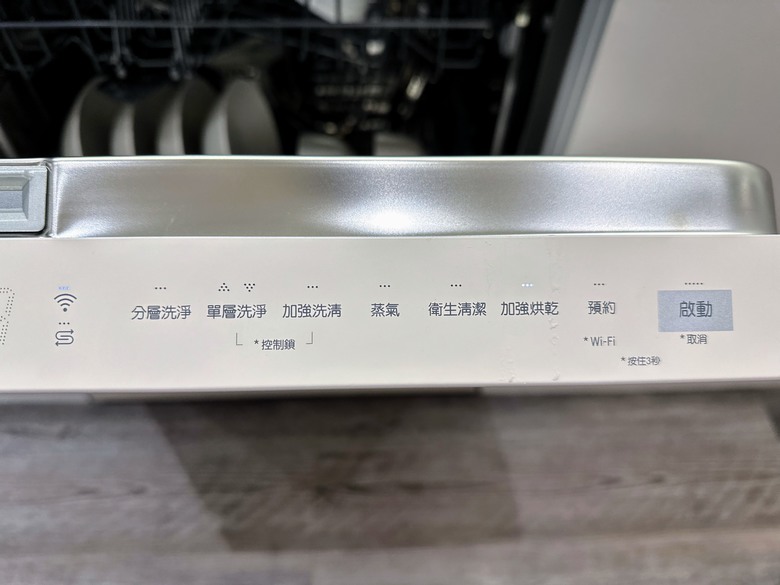 分層洗淨 單層洗淨 加強洗清 蒸氣 衛生清潔 加強烘乾 預約 啟動
*控制鎖 *Wi-Fi *取消
*按住3秒